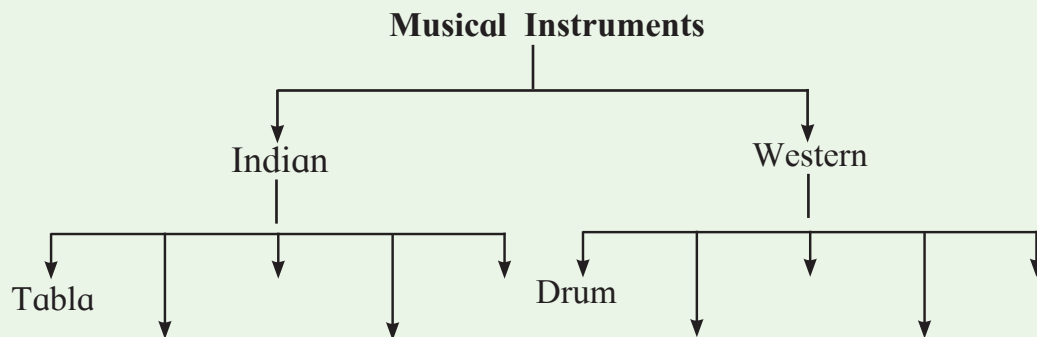 Musical Instruments
Indian
Western
Tabla
Drum